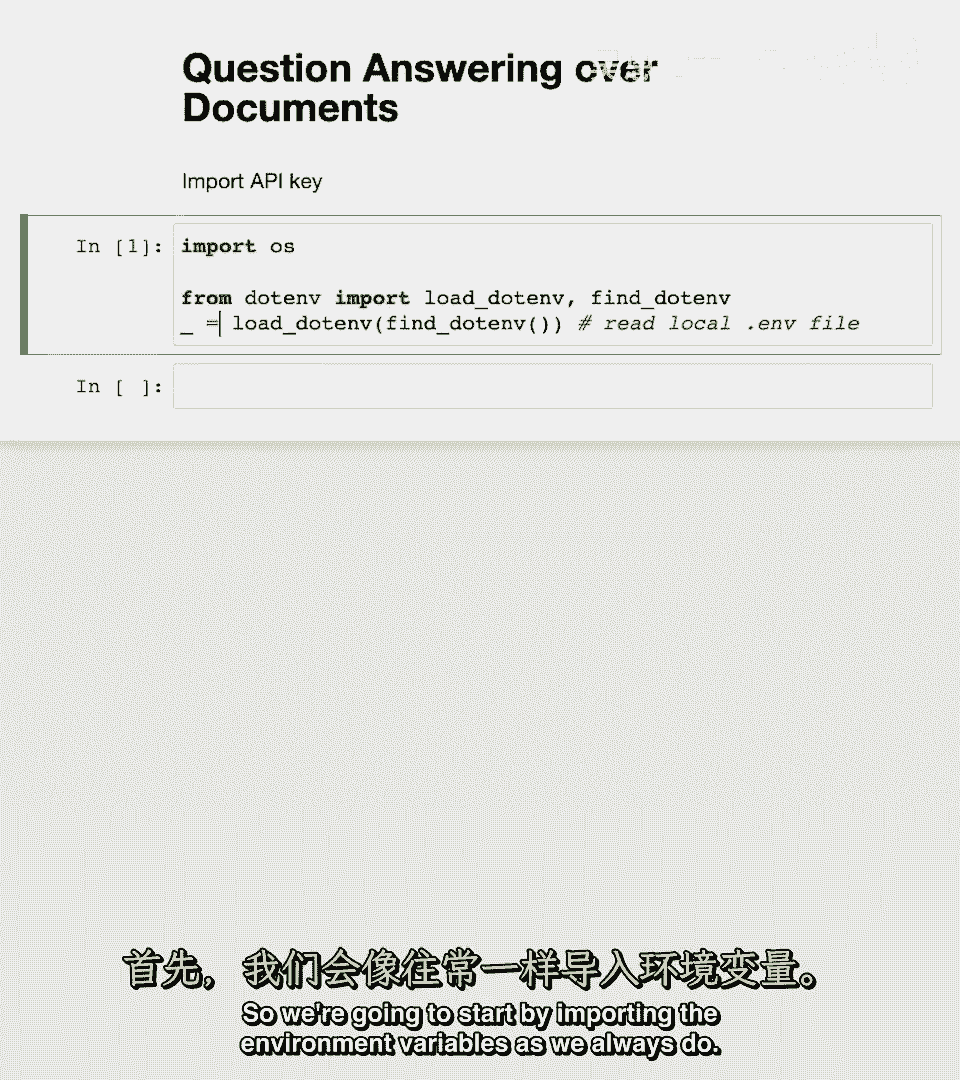 Question Answering over
Documents
Import API key
In [1]: import os
from dotenv import load_dotenv, find_dotenv
_ = load_dotenv(find_dotenv()) # read local .env file
In [ ]:
首先，我们会像往常一样导入环境变量。
So we're going to start by importing the
environment variables as we always do.